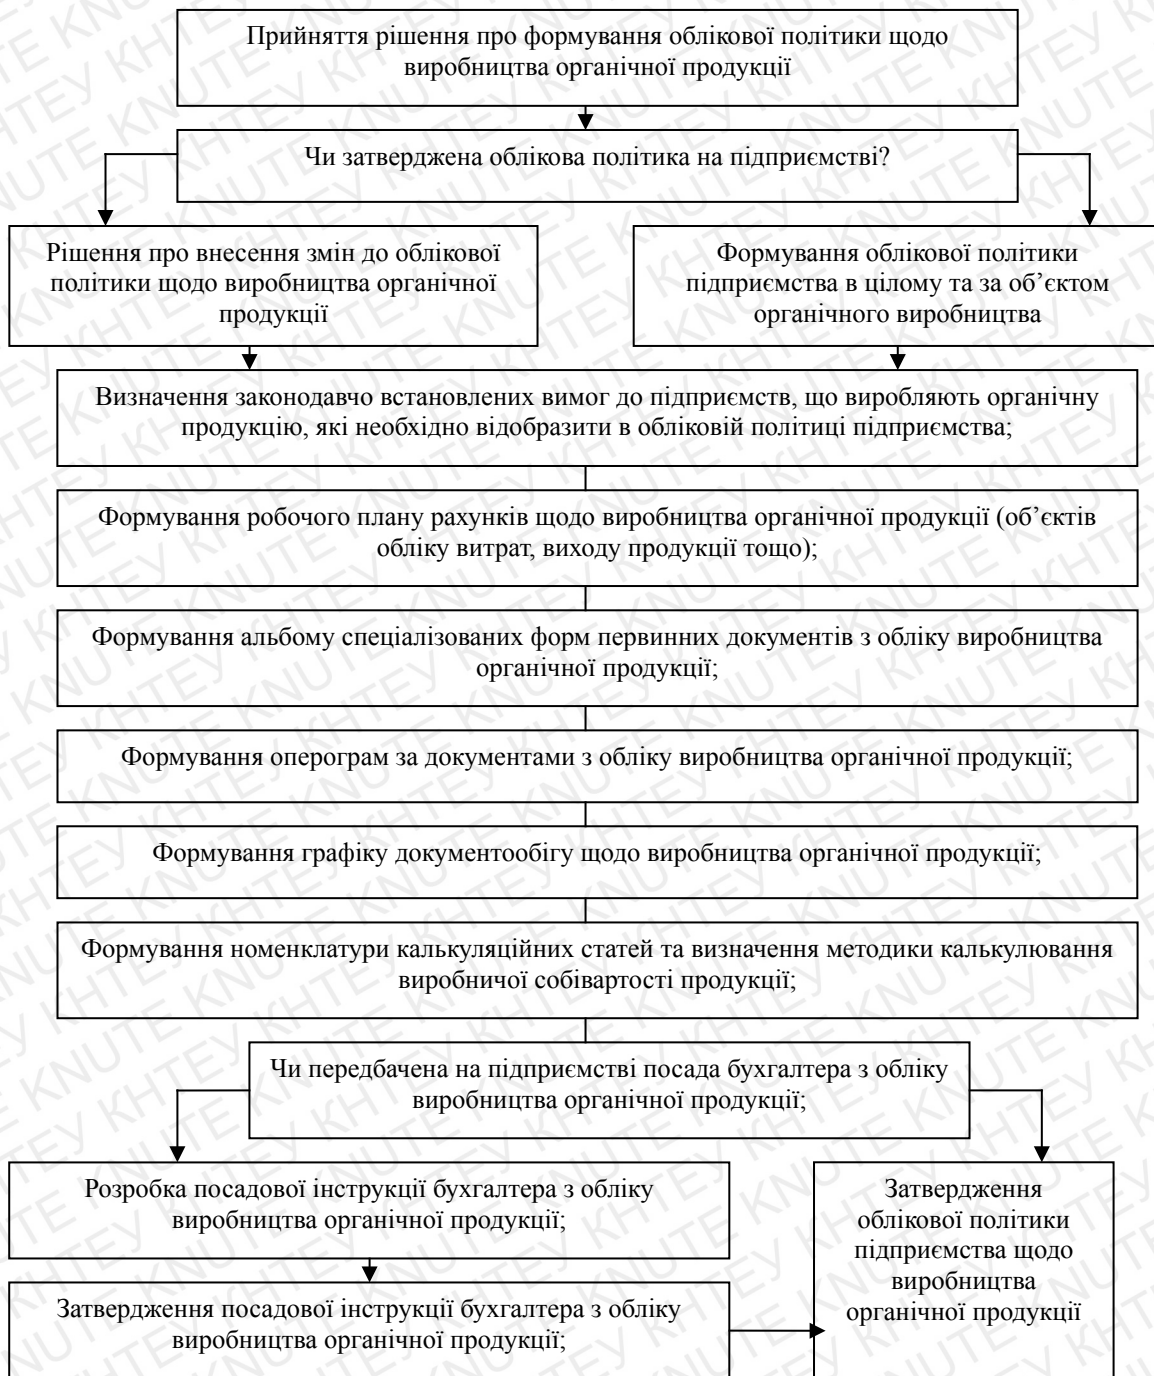 Прийняття рішення про формування облікової політики щодо
виробництва органічної продукції
Чи затверджена облікова політика на підприємстві?
Рішення про внесення змін до облікової
політики щодо виробництва органічної
продукції
Формування облікової політики
підприємства в цілому та за об’єктом
органічного виробництва
Визначення законодавчо встановлених вимог до підприємств, що виробляють органічну
продукцію, які необхідно відобразити в обліковій політиці підприємства;
Формування робочого плану рахунків щодо виробництва органічної продукції (об’єктів
обліку витрат, виходу продукції тощо);
Формування альбому спеціалізованих форм первинних документів з обліку виробництва
органічної продукції;
Формування оперограм за документами з обліку виробництва органічної продукції;
Формування графіку документообігу щодо виробництва органічної продукції;
Формування номенклатури калькуляційних статей та визначення методики калькулювання
виробничої собівартості продукції;
Чи передбачена на підприємстві посада бухгалтера з обліку
виробництва органічної продукції;
Розробка посадової інструкції бухгалтера з обліку
виробництва органічної продукції;
Затвердження посадової інструкції бухгалтера з обліку
виробництва органічної продукції;
Затвердження
облікової політики
підприємства щодо
виробництва
органічної продукції